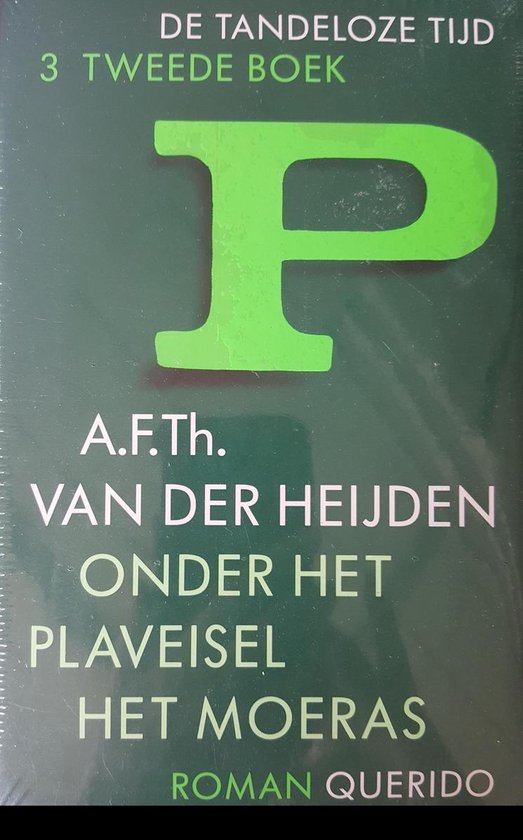 DE TANDELOZE TIJD
3 TWEEDE BOEK
P
A.F.Th.
VAN DER HEIJDEN
ONDER HET
PLAVEISEL
HET MOERAS
ROMAN QUERIDO